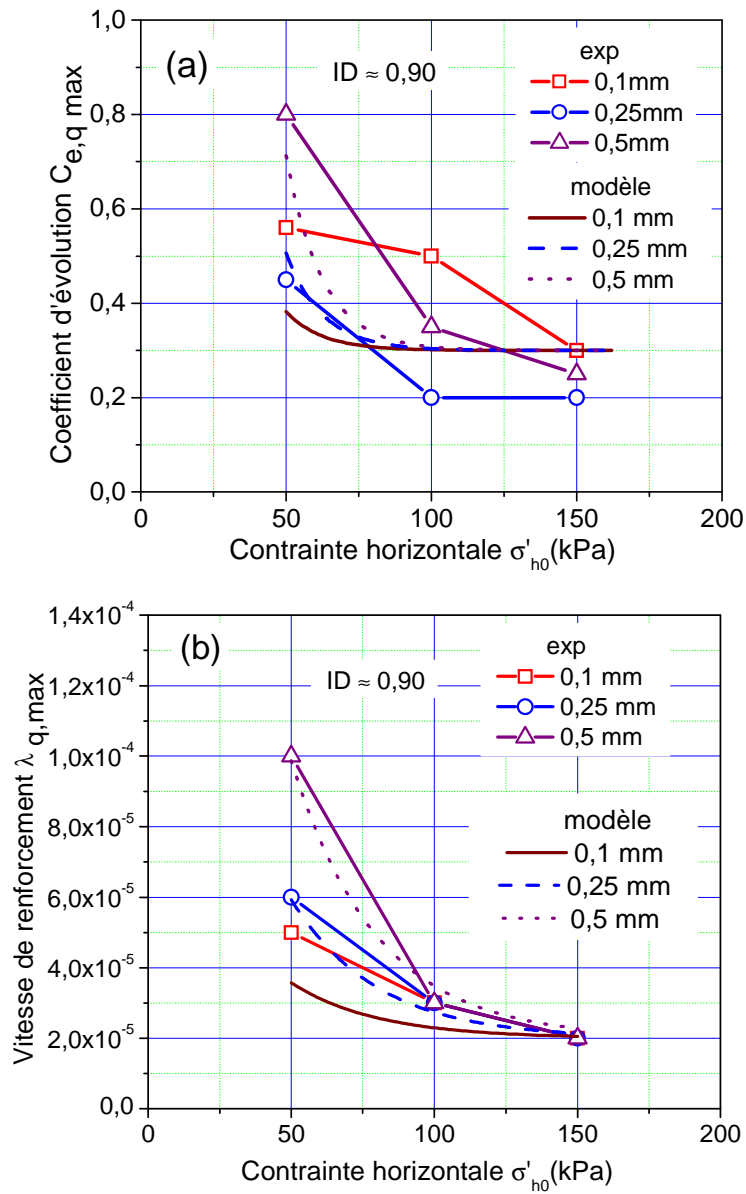 (a)
ID ≈ 0,90
exp
0,1mm
0,25mm
0,5mm
modèle
0,1 mm
0,25 mm
0,5 mm
Coefficient d'évolution C e,q max
1,0
0,8
0,6
0,4
0,2
0,0
0 50 100 150 200
Contrainte horizontale σ'h0(kPa)
(b)
ID ≈ 0,90
exp
0,1 mm
0,25 mm
0,5 mm
modèle
0,1 mm
0,25 mm
0,5 mm
Vitesse de renforcement λ q,max
1,4x10-4
1,2x10-4
1,0x10-4
8,0x10-5
6,0x10-5
4,0x10-5
2,0x10-5
0,0
0 50 100 150 200
Contrainte horizontale σ'h0(kPa)